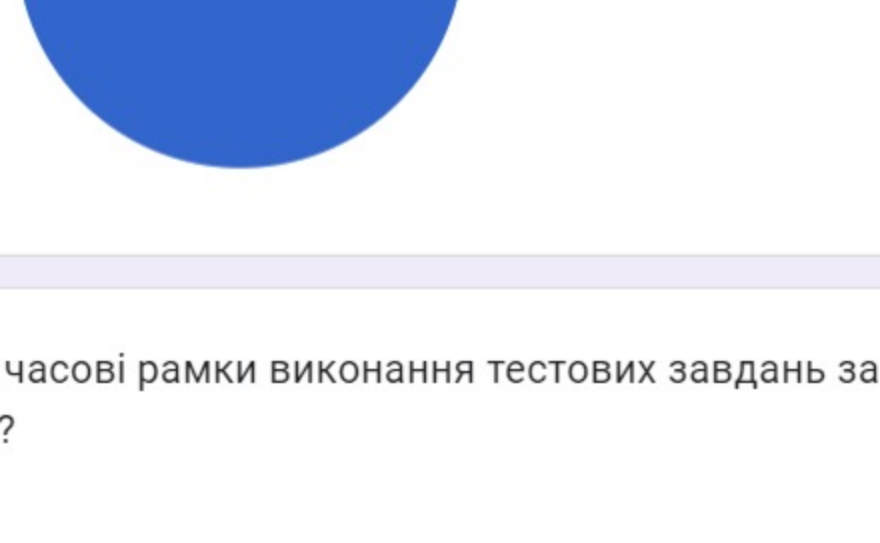 часові рамки виконання тестових завдань за
?